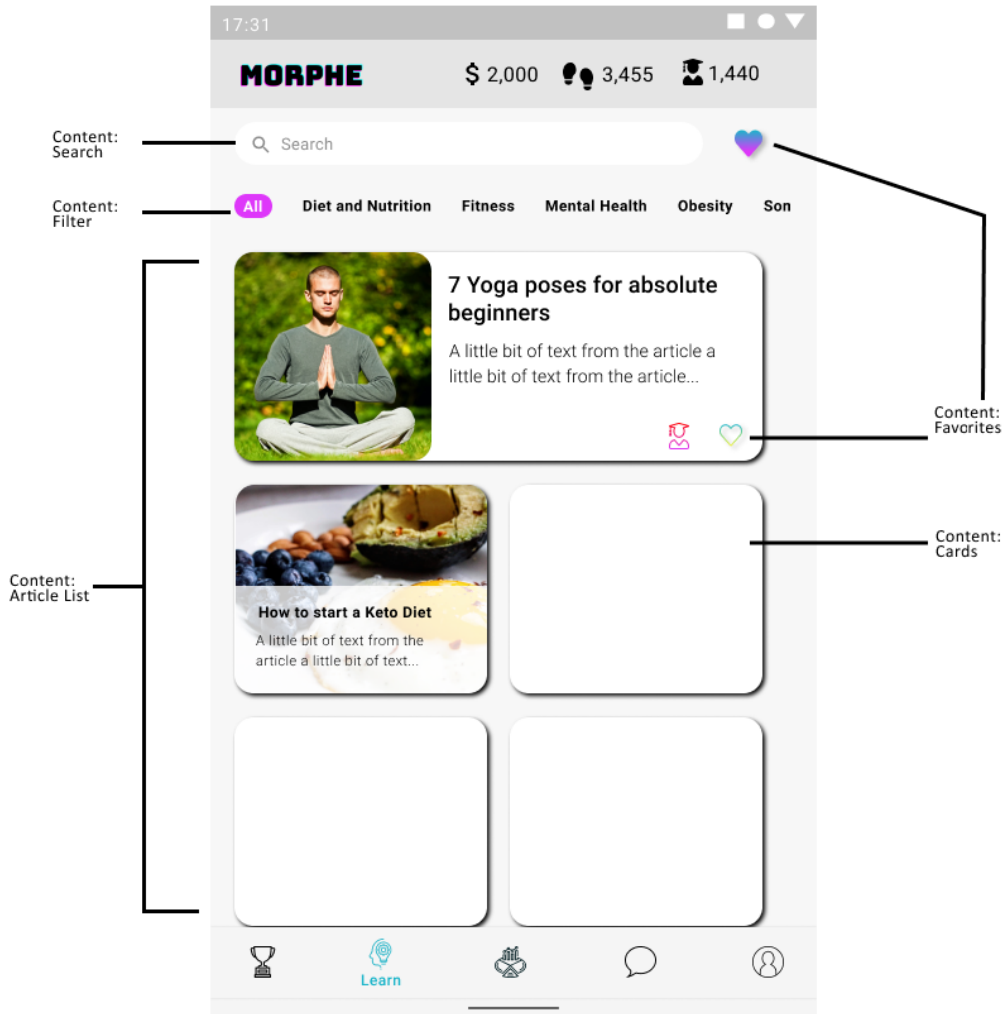 17:31
MORPHE
$ 2,000
3,455
1,440
Content:
Search
Search
Content:
Filter
All
Diet and Nutrition
Fitness
Mental Health
Obesity
Son
7 Yoga poses for absolute
beginners
A little bit of text from the article a
little bit of text from the article...
Content:
Favorites
Content:
Cards
Content:
Article List
How to start a Keto Diet
A little bit of text from the
article a little bit of text...
Learn